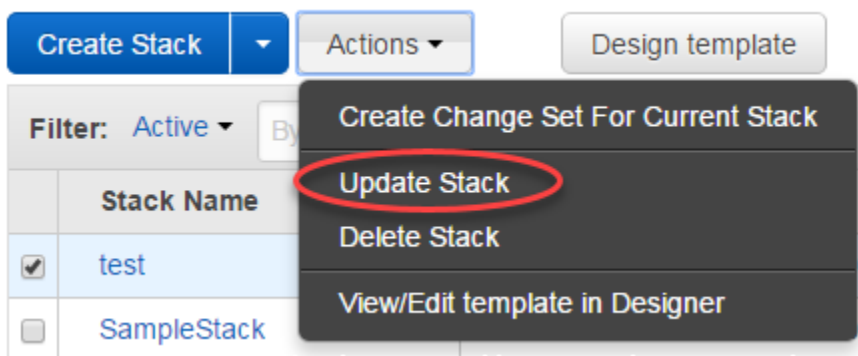 Create Stack Actions Design template
Filter: Active By
Create Change Set For Current Stack
Update Stack
Stack Name
Delete Stack
test
View/Edit template in Designer
SampleStack